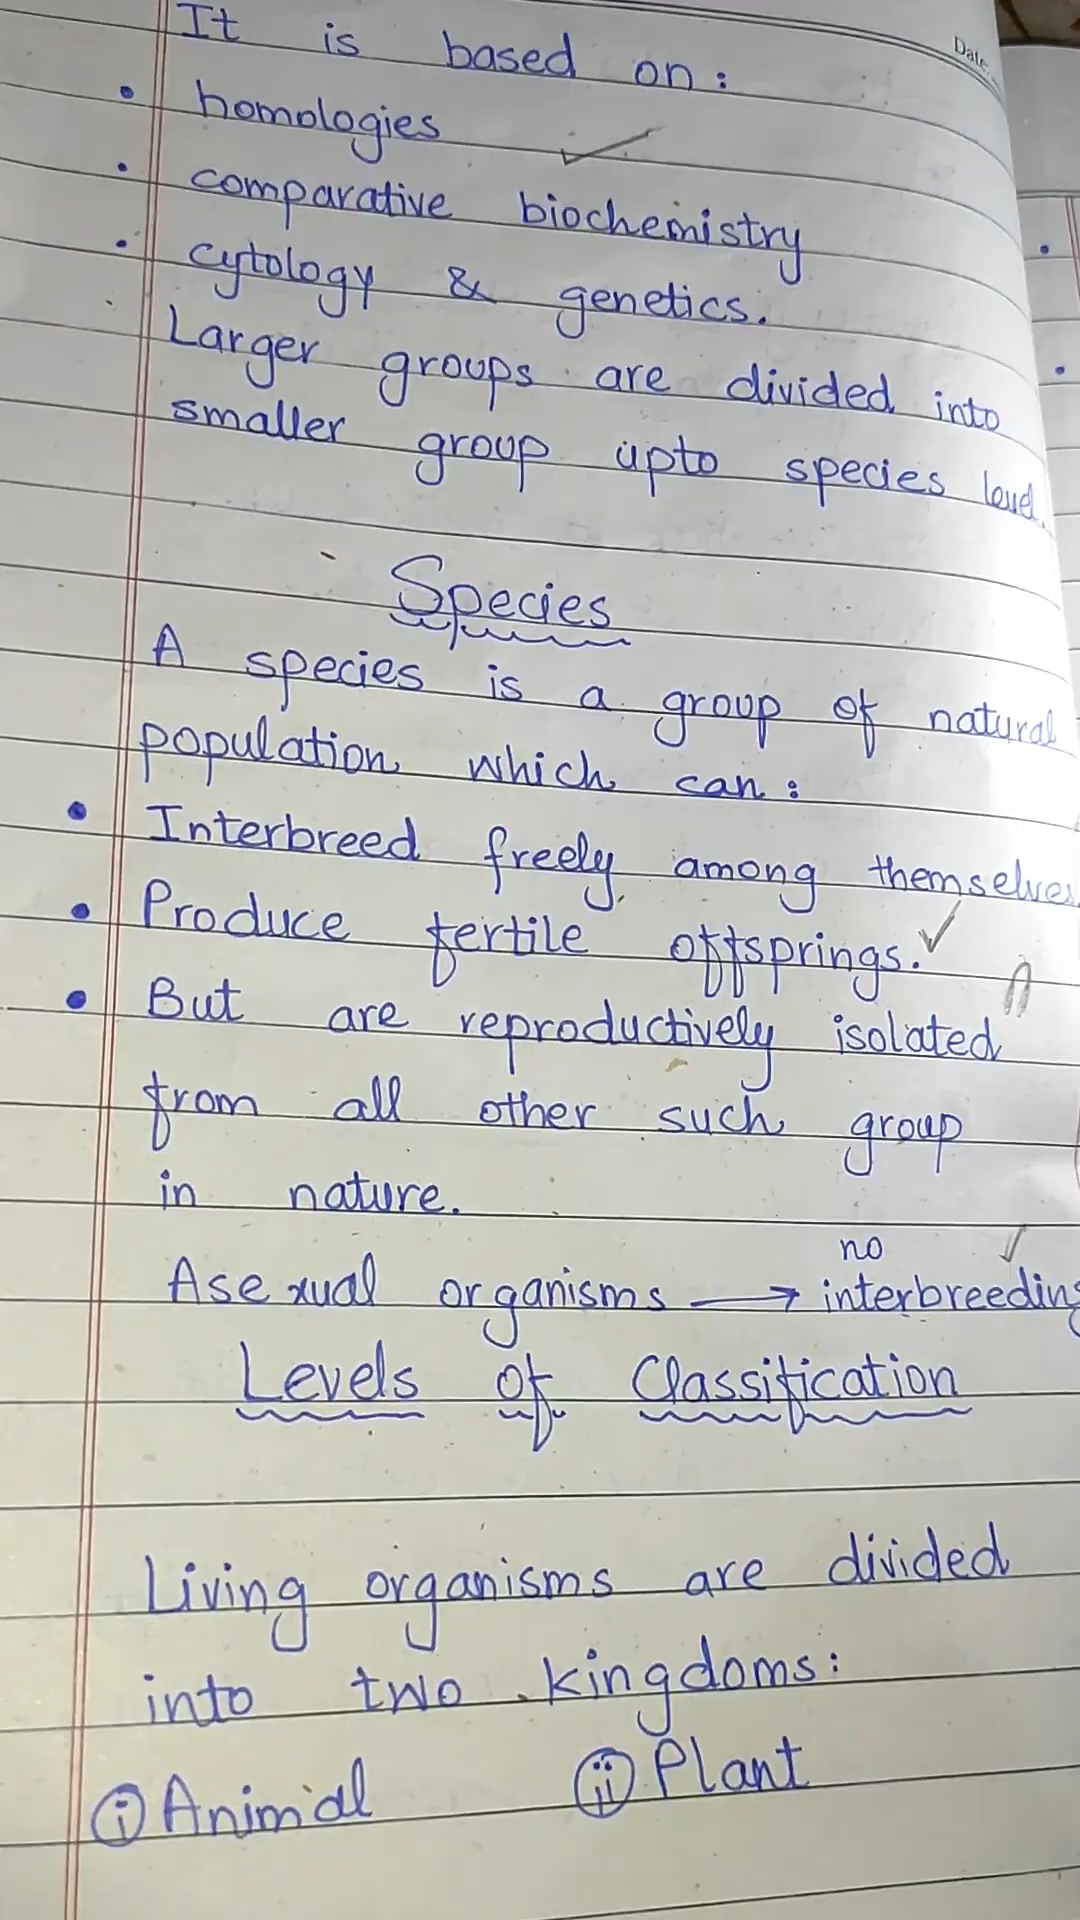 Date:
It is based on:
• homologies
• comparative biochemistry
• cytology & genetics.
Larger groups are divided into
smaller group upto species level.
Species
A species is a group of natural
population which can:
• Interbreed freely among themselves
• Produce fertile offsprings.
• But are reproductively isolated
from all other such group
in nature.
no
Asexual organisms → interbreeding
Levels of Classification
Living organisms are divided
into two kingdoms:
(i) Animal (ii) Plant